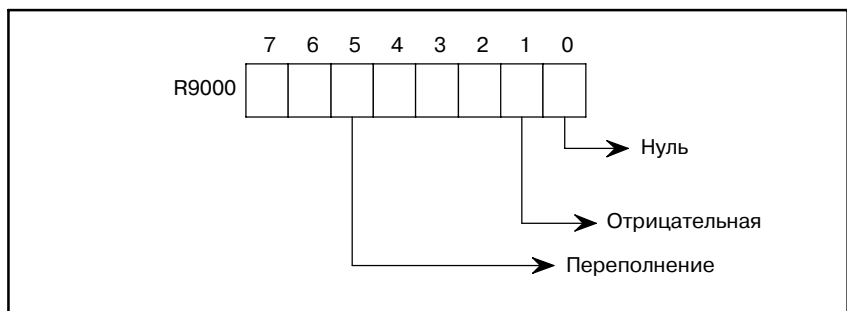 7 6 5 4 3 2 1 0
R9000
Нуль
Отрицательная
Переполнение